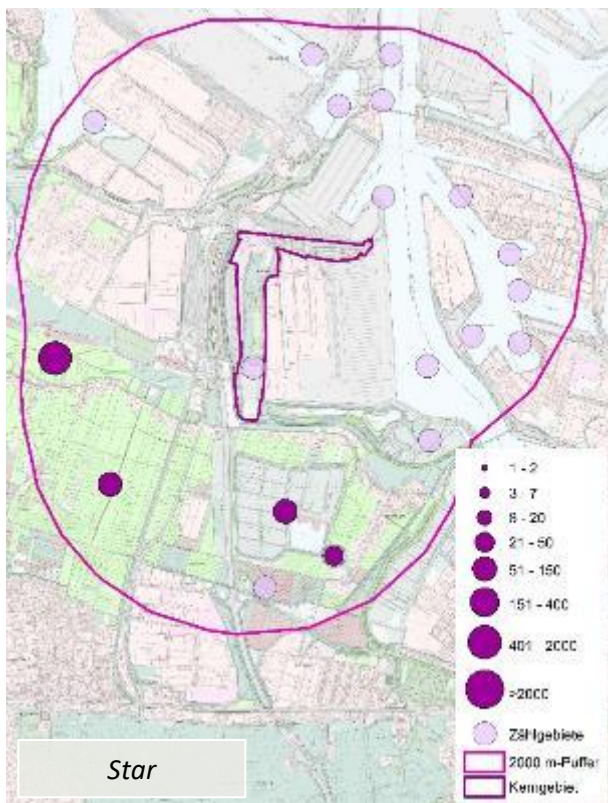 1 - 2
3 - 7
8 - 20
21 - 50
51 - 150
151 - 400
401 - 2000
>2000
Zählgebiete
2000 m-Puffer
Kerngebiet
Star